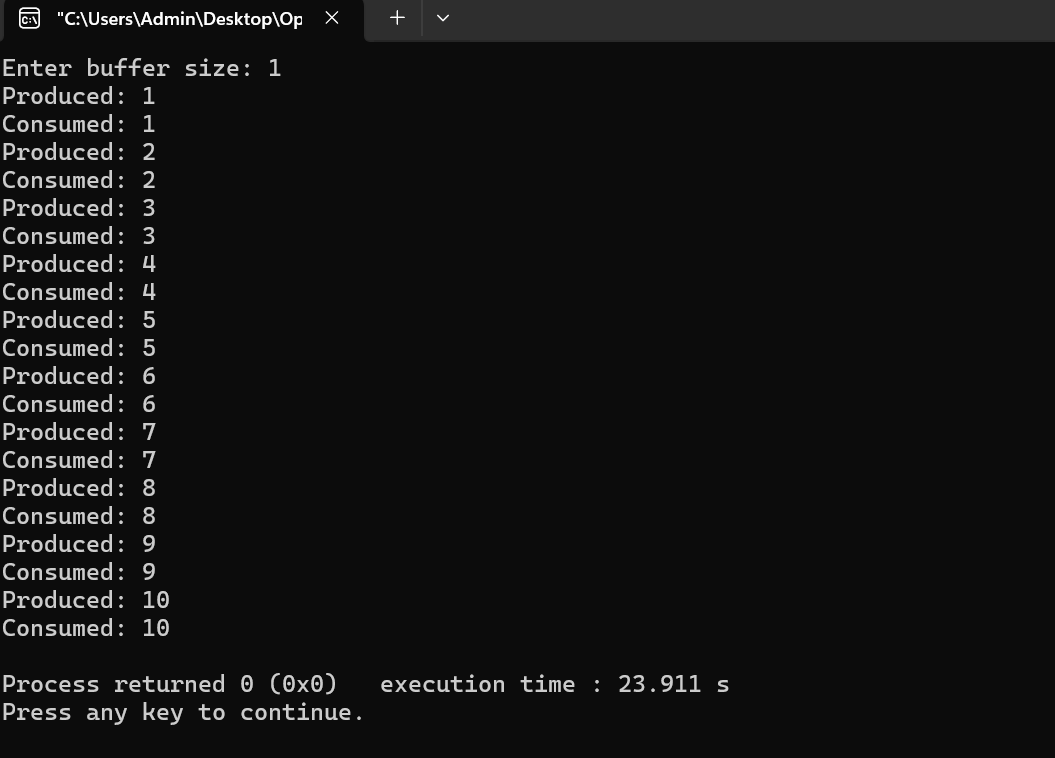 "C:\Users\Admin\Desktop\Op
Enter buffer size: 1
Produced: 1
Consumed: 1
Produced: 2
Consumed: 2
Produced: 3
Consumed: 3
Produced: 4
Consumed: 4
Produced: 5
Consumed: 5
Produced: 6
Consumed: 6
Produced: 7
Consumed: 7
Produced: 8
Consumed: 8
Produced: 9
Consumed: 9
Produced: 10
Consumed: 10
Process returned 0 (0x0)   execution time : 23.911 s
Press any key to continue.